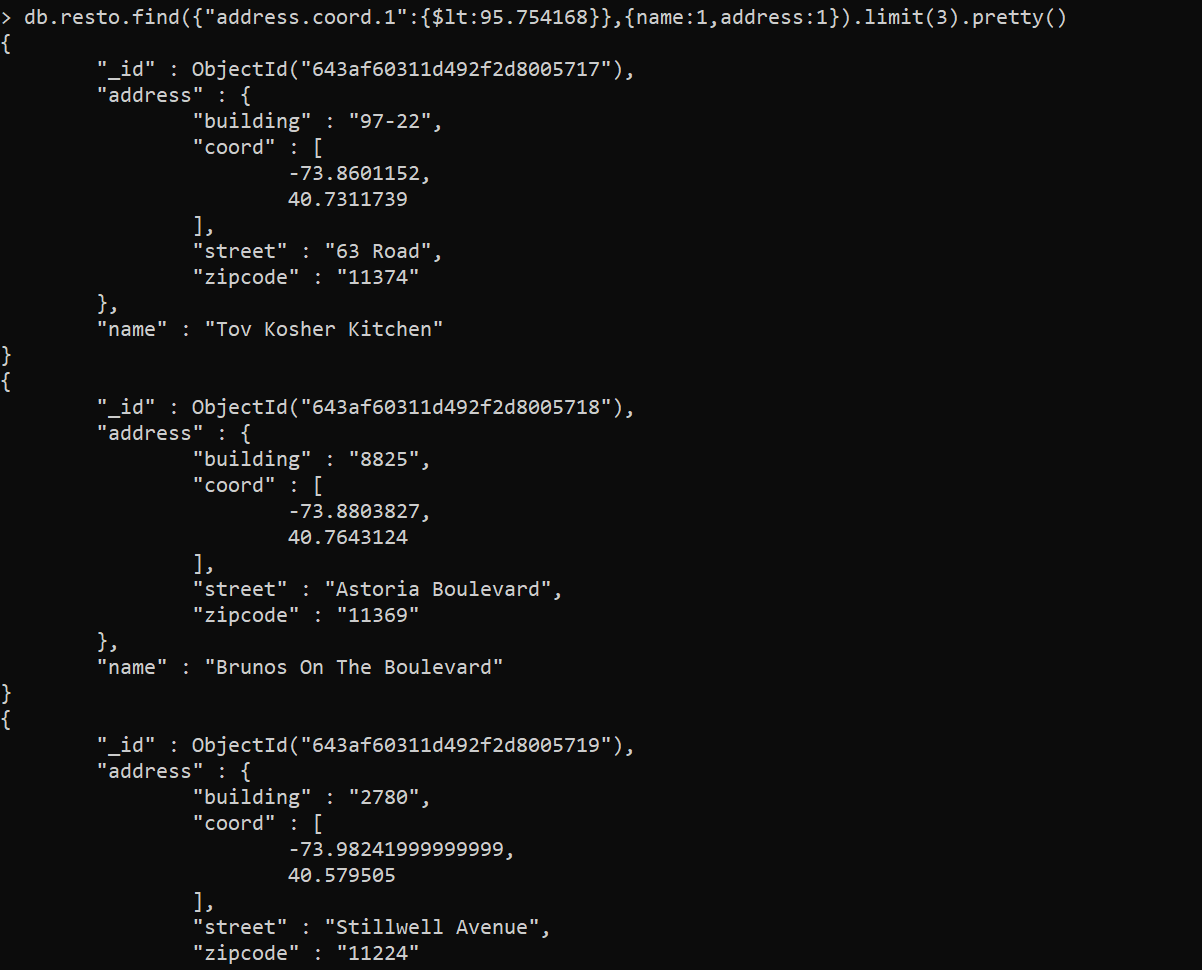 > db.resto.find({"address.coord.1":{$lt:95.754168}},{name:1,address:1}).limit(3).pretty()
{
        "_id" : ObjectId("643af60311d492f2d8005717"),
        "address" : {
                "building" : "97-22",
                "coord" : [
                        -73.8601152,
                        40.7311739
                ],
                "street" : "63 Road",
                "zipcode" : "11374"
        },
        "name" : "Tov Kosher Kitchen"
}
{
        "_id" : ObjectId("643af60311d492f2d8005718"),
        "address" : {
                "building" : "8825",
                "coord" : [
                        -73.8803827,
                        40.7643124
                ],
                "street" : "Astoria Boulevard",
                "zipcode" : "11369"
        },
        "name" : "Brunos On The Boulevard"
}
{
        "_id" : ObjectId("643af60311d492f2d8005719"),
        "address" : {
                "building" : "2780",
                "coord" : [
                        -73.98241999999999,
                        40.579505
                ],
                "street" : "Stillwell Avenue",
                "zipcode" : "11224"